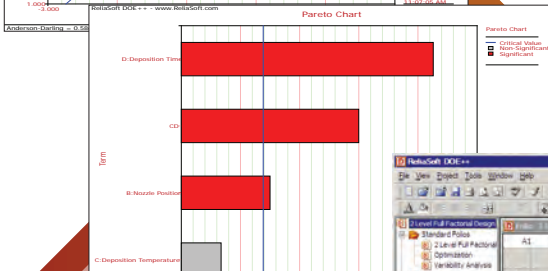 1.000
-3.000
11:07:05 AM
Anderson-Darling = 0.58
ReliaSoft DOE++ - www.ReliaSoft.com
Pareto Chart
Pareto Chart
Critical Value
Non-Significant
Significant
D:Deposition Time
CD
B:Nozzle Position
C:Deposition Temperature
Term
ReliaSoft DOE++
File View Project Tools Window Help
2 Level Full Factorial Design
Standard Folios
2 Level Full Factorial
Optimization
Variability Analysis
A1